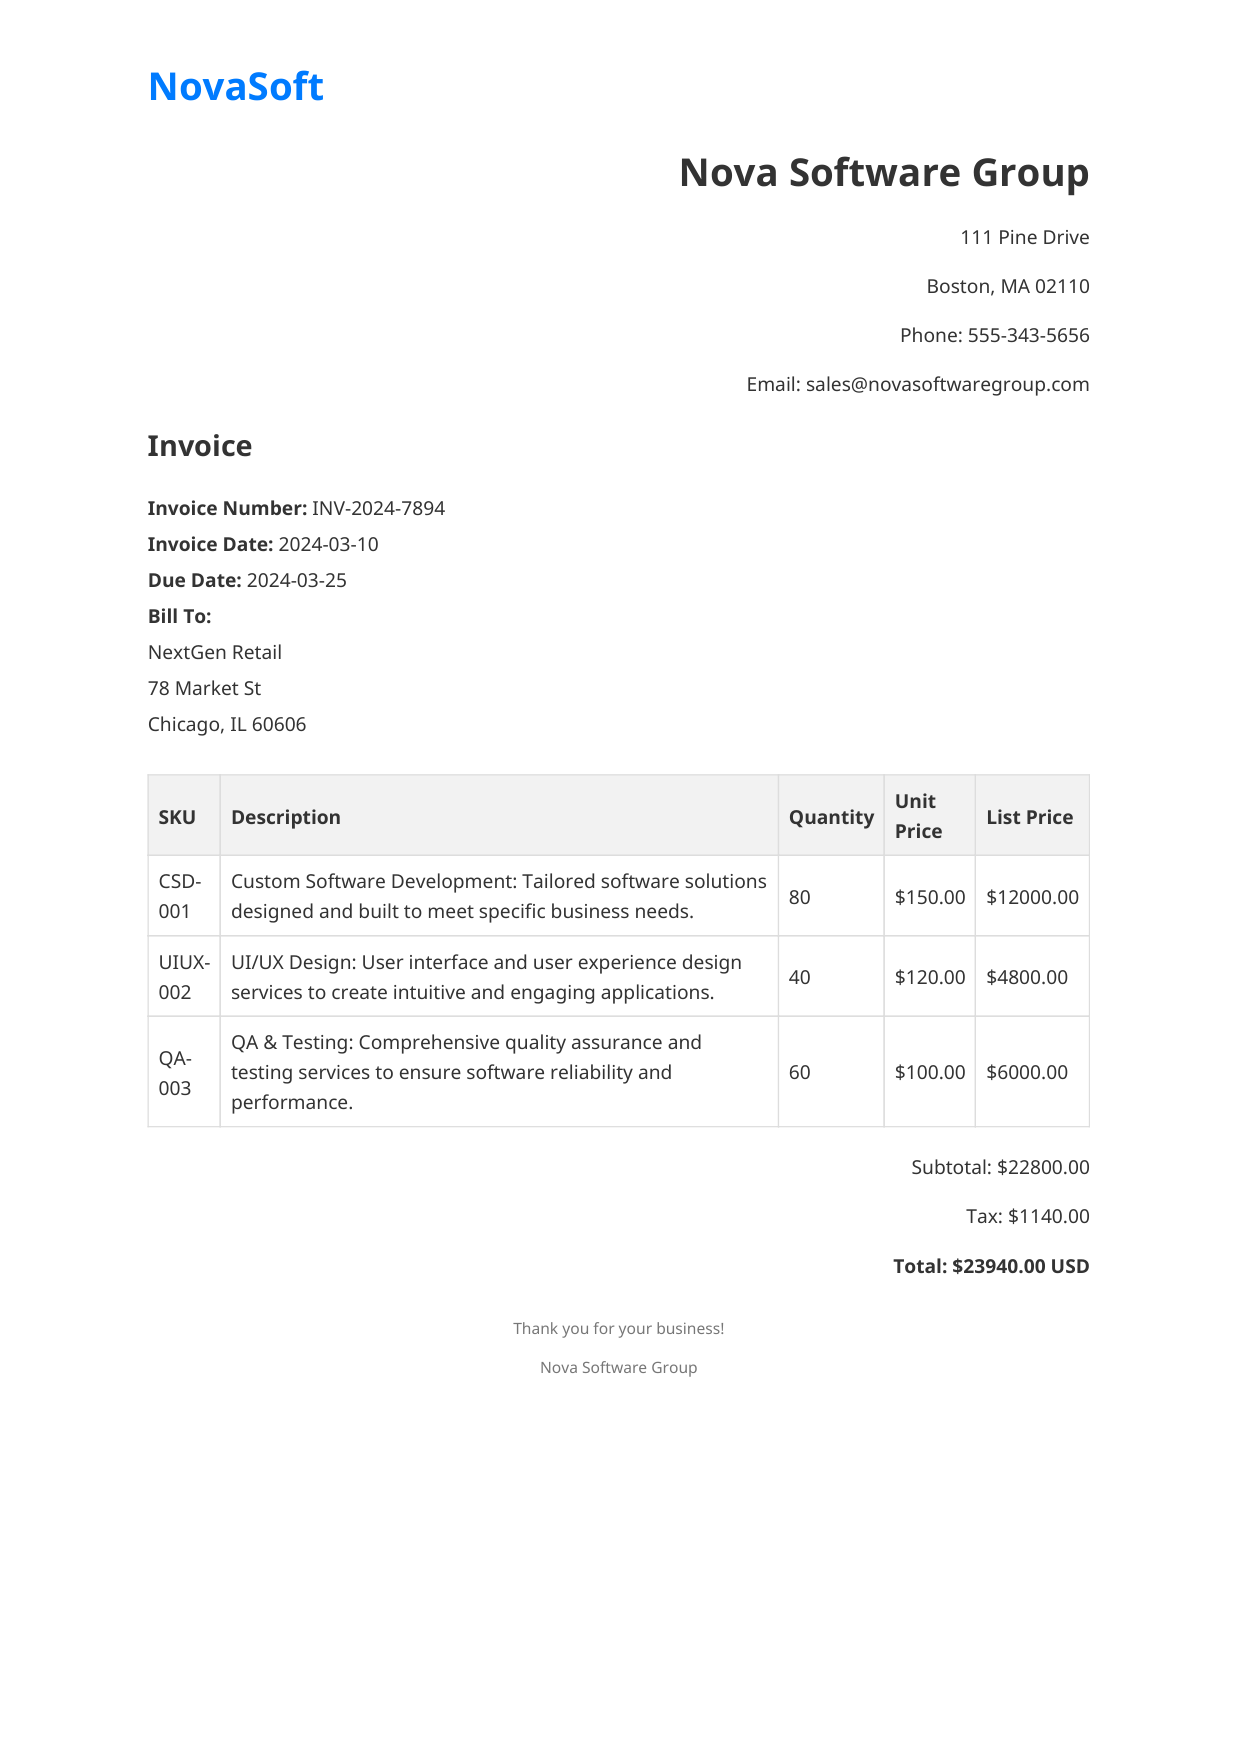 NovaSoft
Nova Software Group
111 Pine Drive
Boston, MA 02110
Phone: 555-343-5656
Email: sales@novasoftwaregroup.com
Invoice
Invoice Number: INV-2024-7894
Invoice Date: 2024-03-10
Due Date: 2024-03-25
Bill To:
NextGen Retail
78 Market St
Chicago, IL 60606
SKU
Description
Quantity
Unit
Price
List Price
CSD-
001
Custom Software Development: Tailored software solutions
designed and built to meet specific business needs.
80
$150.00
$12000.00
UIUX-
002
UI/UX Design: User interface and user experience design
services to create intuitive and engaging applications.
40
$120.00
$4800.00
QA-
003
QA & Testing: Comprehensive quality assurance and
testing services to ensure software reliability and
performance.
60
$100.00
$6000.00
Subtotal: $22800.00
Tax: $1140.00
Total: $23940.00 USD
Thank you for your business!
Nova Software Group